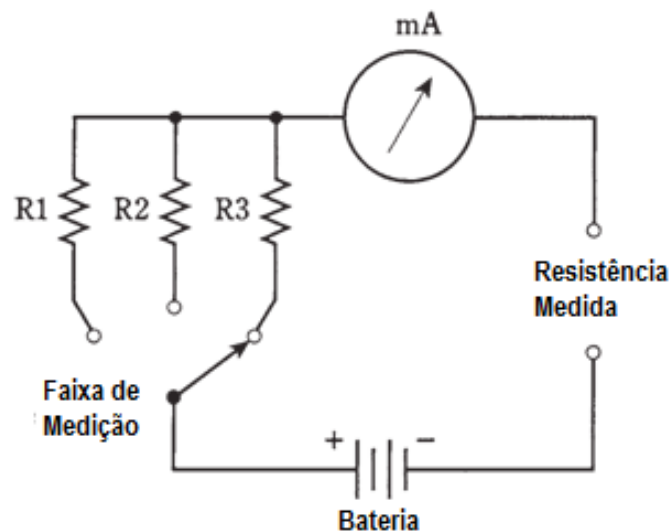 mA
R1 R2 R3
Resistência
Medida
Faixa de
Medição
+ −
Bateria